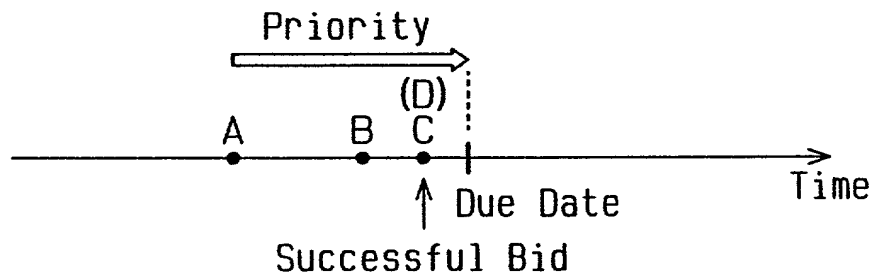 Priority
(D)
A B C
Time
Due Date
Successful Bid